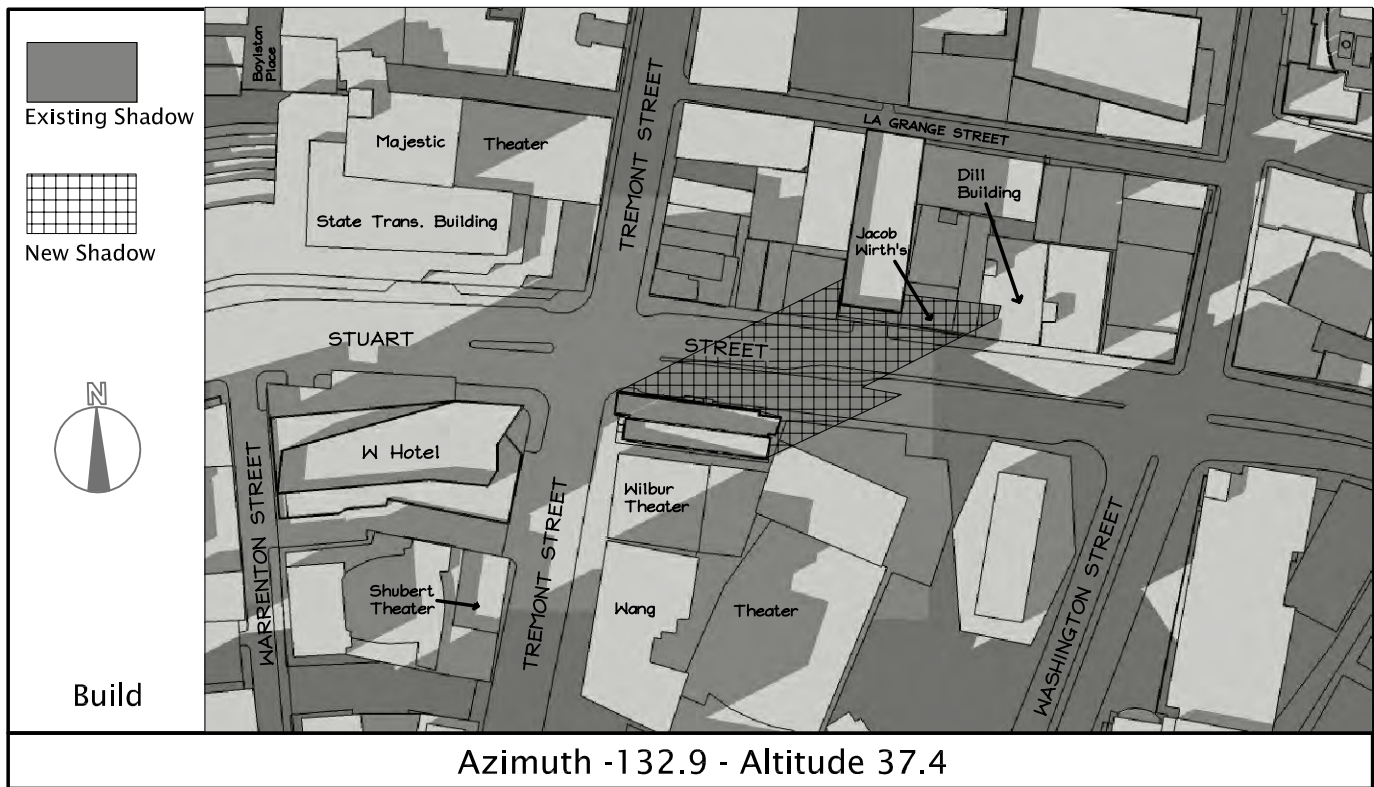 Existing Shadow
New Shadow
N
Build
Boylston
Place
Majestic
Theater
State Trans. Building
TREMONT STREET
LA GRANGE STREET
Dill
Building
Jacob
Wirth's
STUART
STREET
W Hotel
WARRENTON STREET
Shubert
Theater
TREMONT STREET
Wilbur
Theater
Wang
Theater
WASHINGTON STREET
Azimuth -132.9 - Altitude 37.4